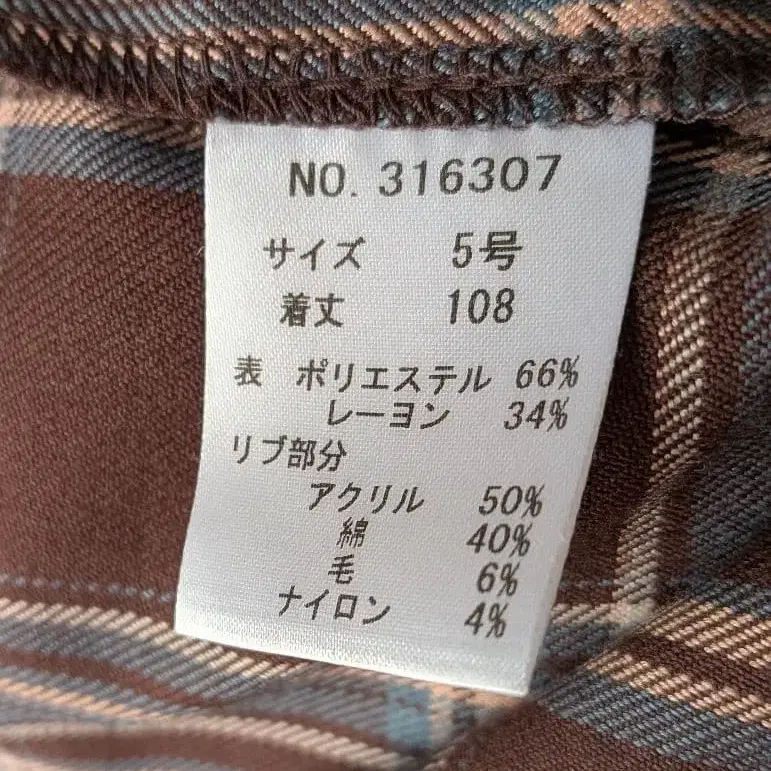 NO. 316307
サイズ 5号
着丈 108
表 ポリエステル 66%
レーヨン 34%
リブ部分
アクリル 50%
綿 40%
毛 6%
ナイロン 4%